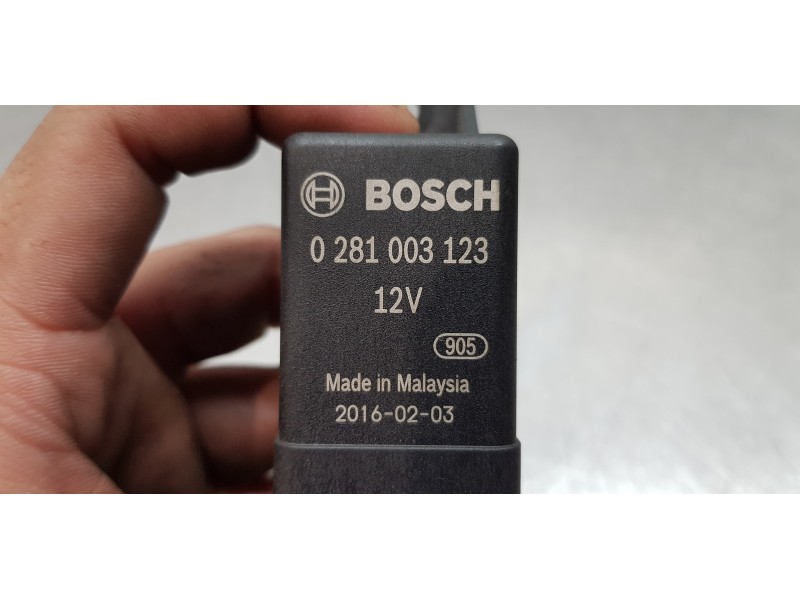 BOSCH
0 281 003 123
12V
905
Made in Malaysia
2016-02-03